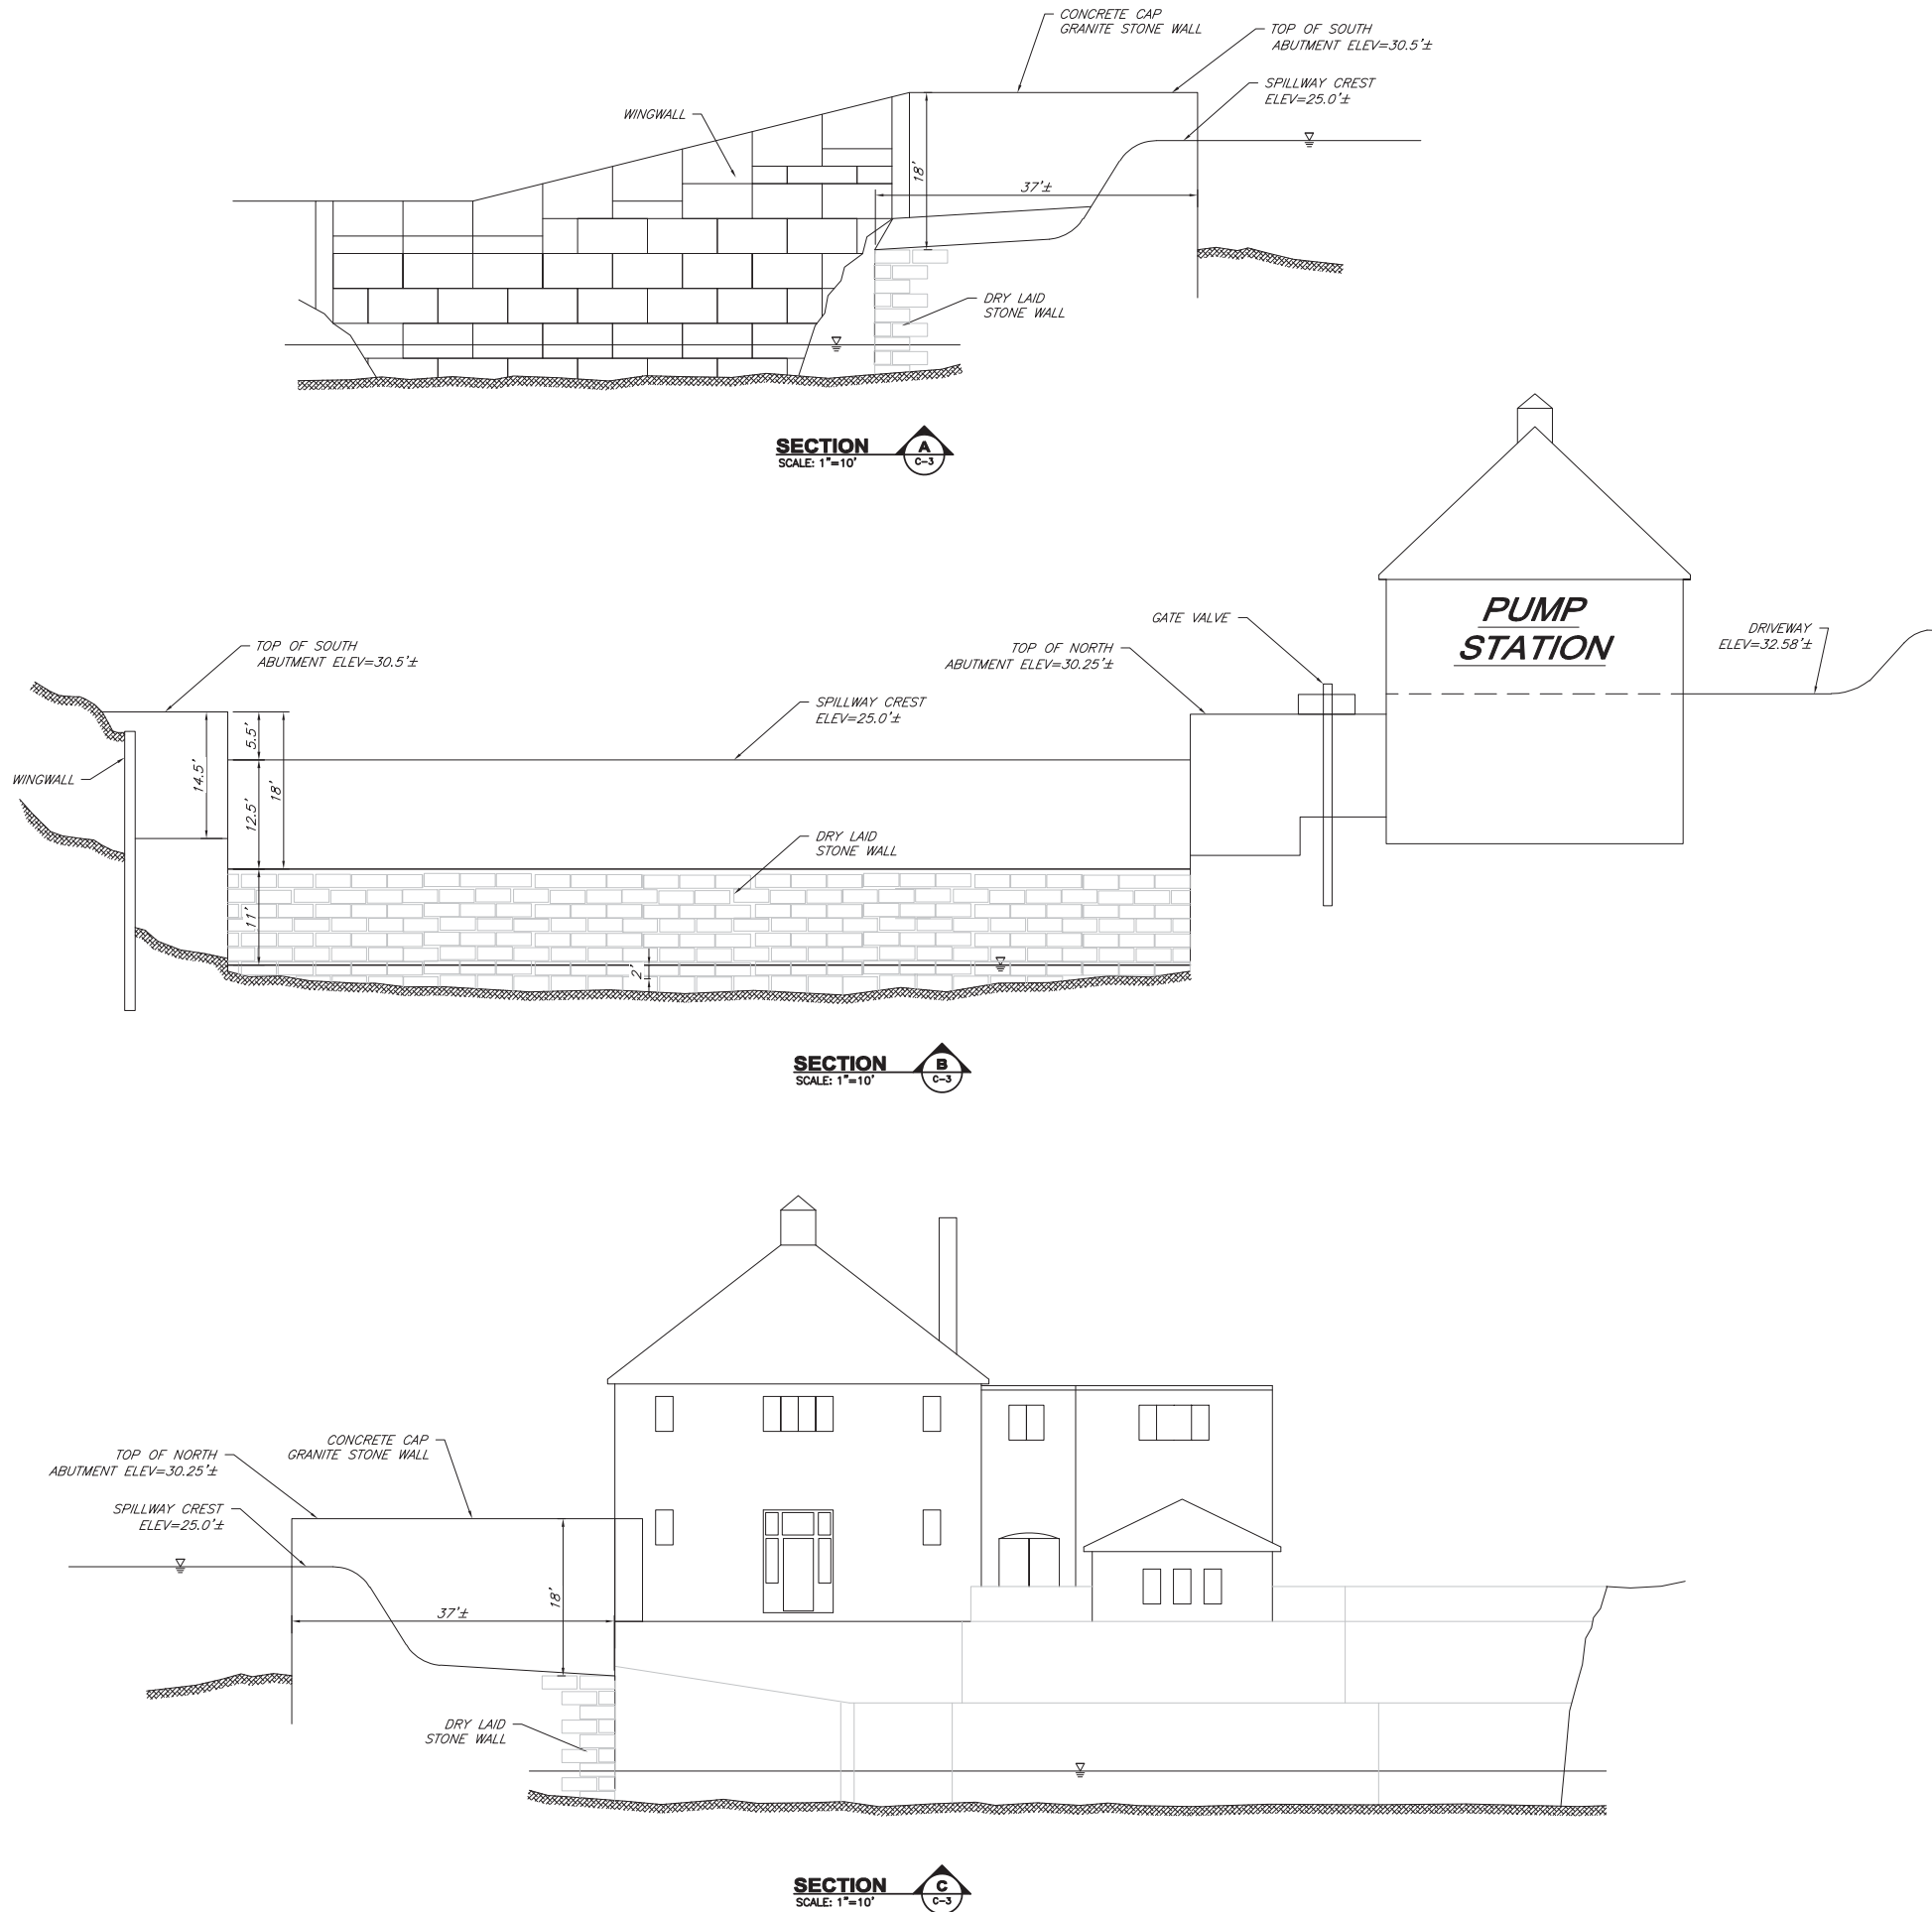 CONCRETE CAP
GRANITE STONE WALL
TOP OF SOUTH
ABUTMENT ELEV=30.5'±
SPILLWAY CREST
ELEV=25.0'±
WINGWALL
18'
37'±
DRY LAID
STONE WALL
SECTION
SCALE: 1"=10'
A
C-3
PUMP
STATION
GATE VALVE
DRIVEWAY
ELEV=32.58'±
TOP OF SOUTH
ABUTMENT ELEV=30.5'±
TOP OF NORTH
ABUTMENT ELEV=30.25'±
SPILLWAY CREST
ELEV=25.0'±
WINGWALL
14.5'
5.5'
12.5'
18'
DRY LAID
STONE WALL
11'
2'
SECTION
SCALE: 1"=10'
B
C-3
CONCRETE CAP
GRANITE STONE WALL
TOP OF NORTH
ABUTMENT ELEV=30.25'±
SPILLWAY CREST
ELEV=25.0'±
18'
37'±
DRY LAID
STONE WALL
SECTION
SCALE: 1"=10'
C
C-3